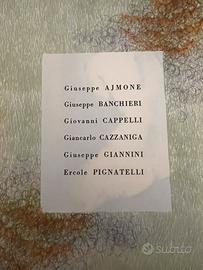 Giuseppe AJMONE
Giuseppe BANCHIERI
Giovanni CAPPELLI
Giancarlo CAZZANIGA
Giuseppe GIANNINI
Ercole PIGNATELLI
subito